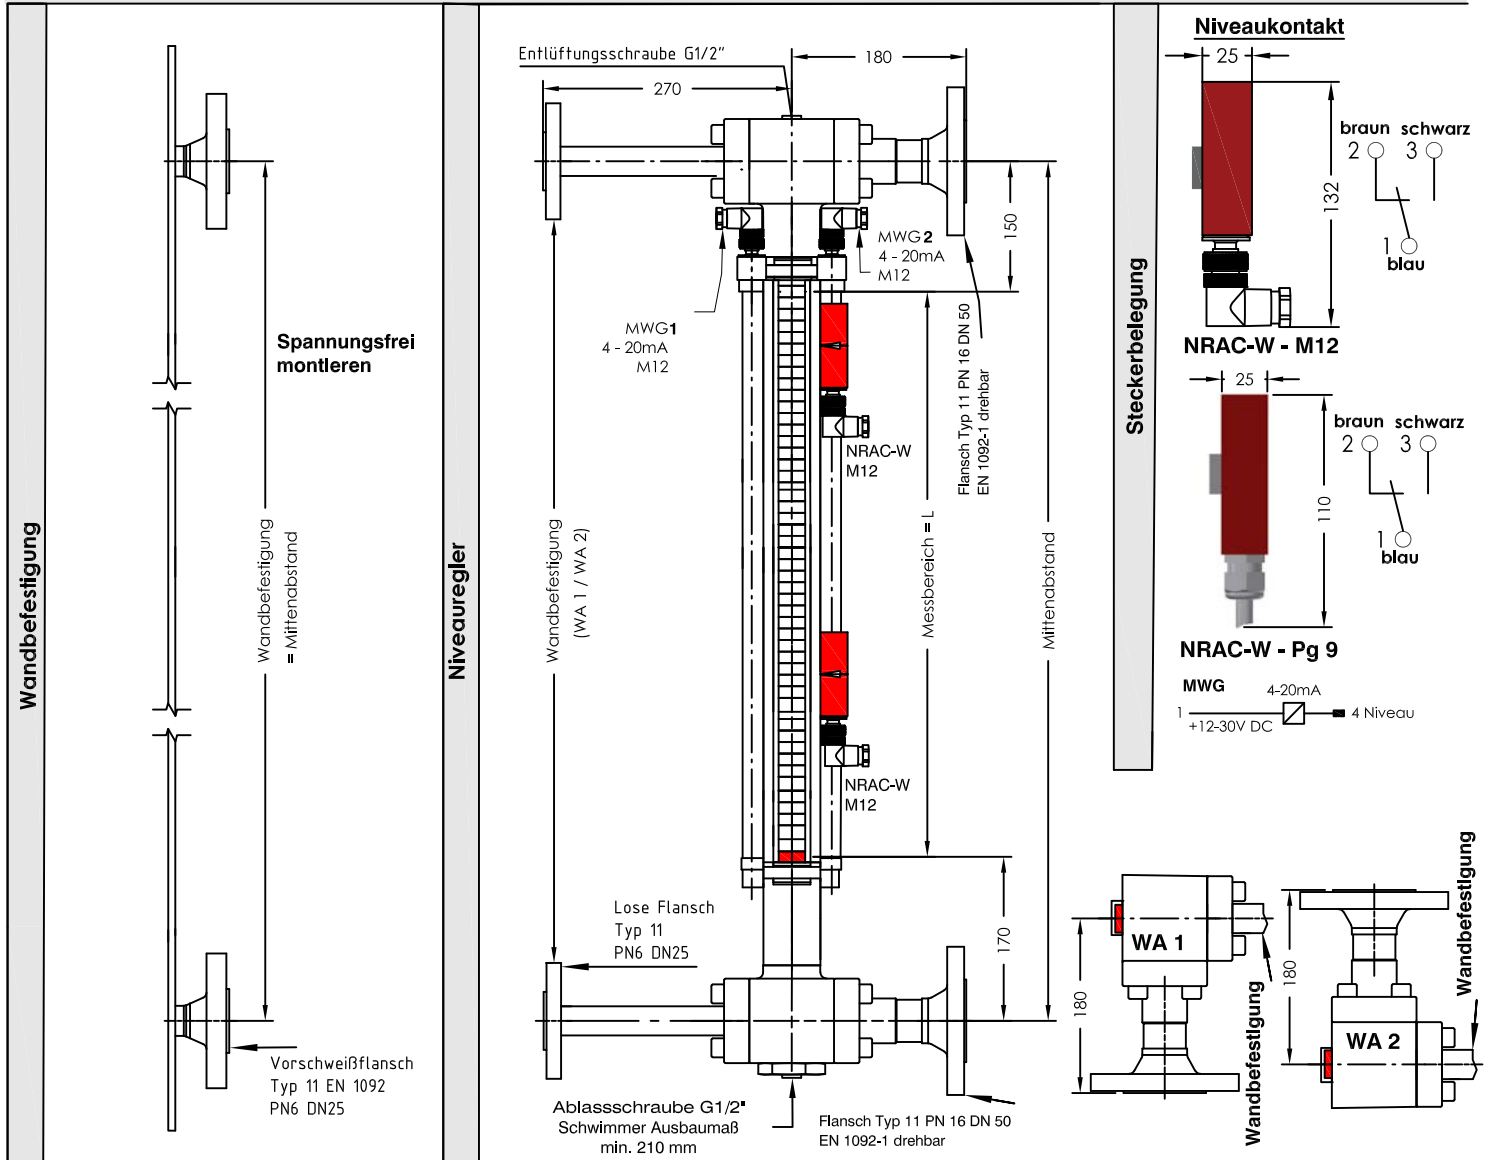 Wandbefestigung
Spannungsfrei
montieren
Wandbefestigung
= Mittenabstand
Vorschweißflansch
Typ 11 EN 1092
PN6 DN25
Niveauregler
Entlüftungsschraube G1/2"
180
270
150
MWG 2
4 - 20mA
M12
MWG1
4 - 20mA
M12
Flansch Typ 11 PN 16 DN 50
EN 1092-1 drehbar
NRAC-W
M12
Wandbefestigung
(WA 1 / WA 2)
Messbereich = L
Mittenabstand
NRAC-W
M12
Lose Flansch
Typ 11
PN6 DN25
170
Ablassschraube G1/2"
Schwimmer Ausbaumaß
min. 210 mm
Flansch Typ 11 PN 16 DN 50
EN 1092-1 drehbar
Steckerbelegung
Niveaukontakt
25
132
braun schwarz
2 3
1
blau
NRAC-W - M12
25
110
braun schwarz
2 3
1
blau
NRAC-W - Pg 9
MWG
4-20mA
1
4 Niveau
+12-30V DC
WA 1
180
Wandbefestigung
WA 2
180
Wandbefestigung